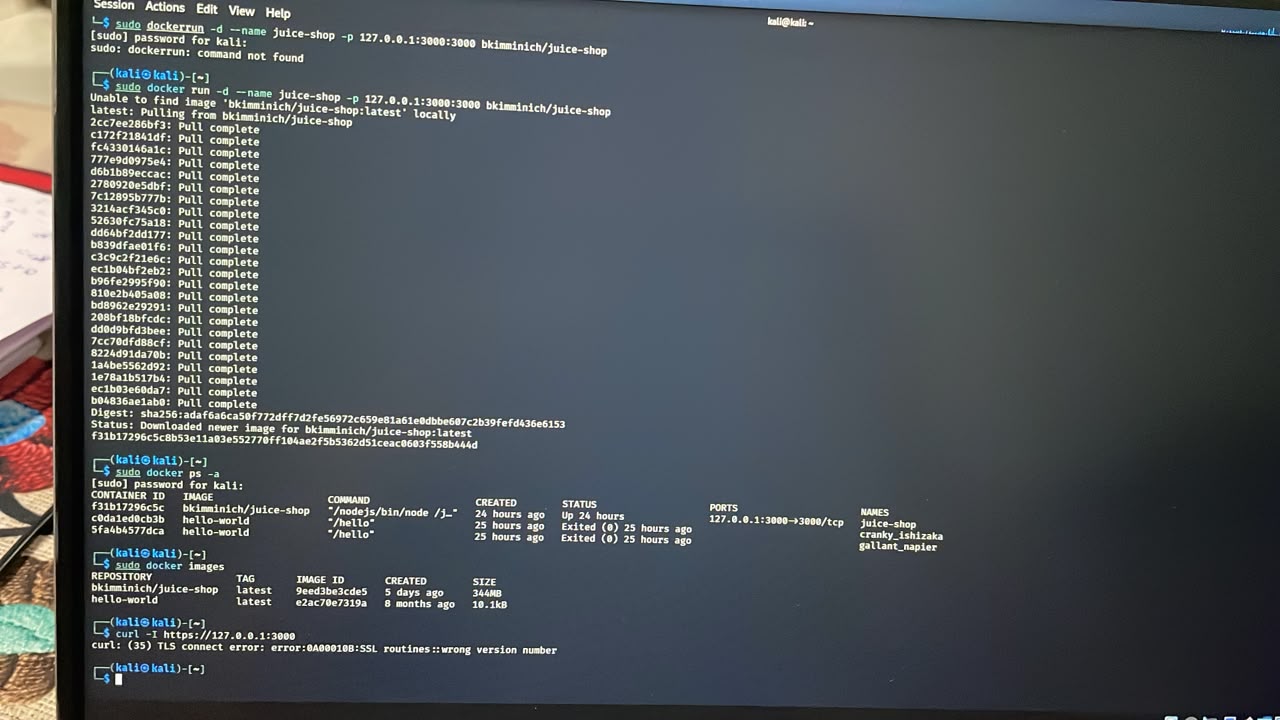 Session Actions Edit View Help
kali@kali: ~
└─$ sudo dockerrun -d --name juice-shop -p 127.0.0.1:3000:3000 bkimminich/juice-shop
[sudo] password for kali:
sudo: dockerrun: command not found
┌──(kali㉿kali)-[~]
└─$ sudo docker run -d --name juice-shop -p 127.0.0.1:3000:3000 bkimminich/juice-shop
Unable to find image 'bkimminich/juice-shop:latest' locally
latest: Pulling from bkimminich/juice-shop
2cc7ee286bf3: Pull complete
c172f21841df: Pull complete
fc4330146a1c: Pull complete
777e9d0975e4: Pull complete
d6b1b89eccac: Pull complete
2780920e5dbf: Pull complete
7c12895b777b: Pull complete
3214acf345c0: Pull complete
52630fc75a18: Pull complete
dd64bf2dd177: Pull complete
b839dfae01f6: Pull complete
c3c9c2f21e6c: Pull complete
ec1b04bf2eb2: Pull complete
b96fe2995f90: Pull complete
810e2b405a08: Pull complete
bd8962e29291: Pull complete
208bf18bfcdc: Pull complete
dd0d9bfd3bee: Pull complete
7cc70dfd88cf: Pull complete
8224d91da70b: Pull complete
1a4be5562d92: Pull complete
1e78a1b517b4: Pull complete
ec1b03e60da7: Pull complete
b04836ae1ab0: Pull complete
Digest: sha256:adaf6a6ca50f772dff7d2fe56972c659e81a61e0dbbe607c2b39fefd436e6153
Status: Downloaded newer image for bkimminich/juice-shop:latest
f31b17296c5c8b53e11a03e552770ff104ae2f5b5362d51ceac0603f558b444d
┌──(kali㉿kali)-[~]
└─$ sudo docker ps -a
[sudo] password for kali:
CONTAINER ID IMAGE COMMAND CREATED STATUS PORTS NAMES
f31b17296c5c bkimminich/juice-shop "/nodejs/bin/node /j…" 24 hours ago Up 24 hours 127.0.0.1:3000->3000/tcp juice-shop
c0da1ed0cb3b hello-world "/hello" 25 hours ago Exited (0) 25 hours ago cranky_ishizaka
5fa4b4577dca hello-world "/hello" 25 hours ago Exited (0) 25 hours ago gallant_napier
┌──(kali㉿kali)-[~]
└─$ sudo docker images
REPOSITORY TAG IMAGE ID CREATED SIZE
bkimminich/juice-shop latest 9eed3be3cde5 5 days ago 344MB
hello-world latest e2ac70e7319a 8 months ago 10.1kB
┌──(kali㉿kali)-[~]
└─$ curl -I https://127.0.0.1:3000
curl: (35) TLS connect error: error:0A00010B:SSL routines::wrong version number
┌──(kali㉿kali)-[~]
└─$